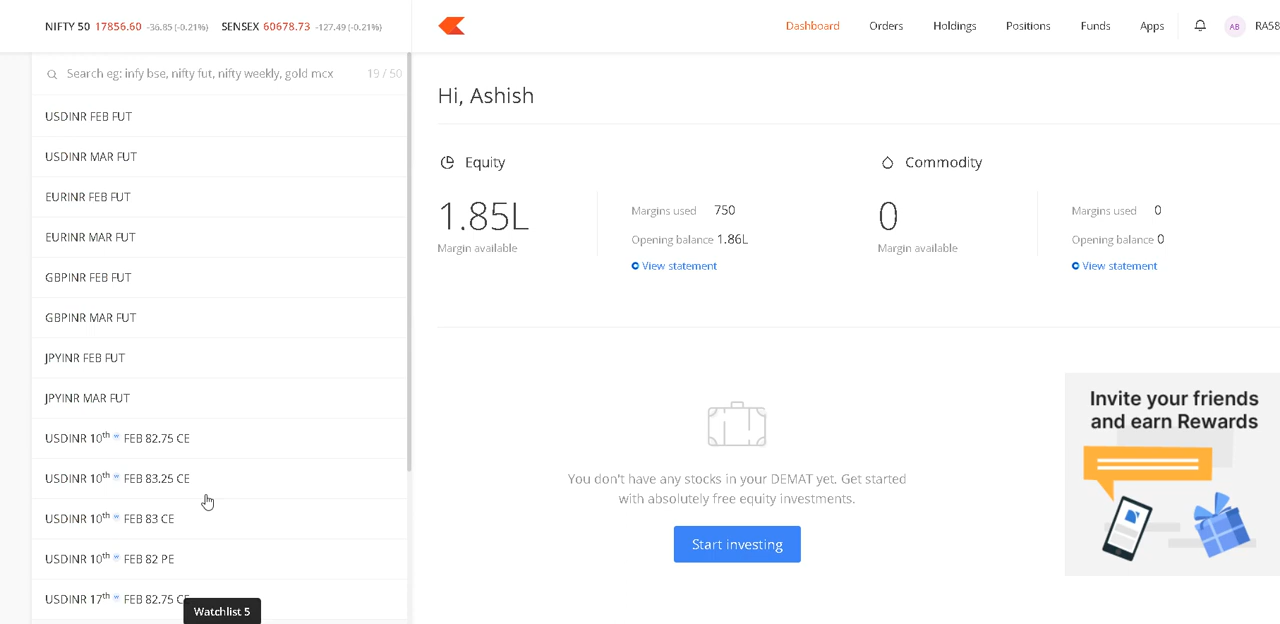 NIFTY 50 17856.60 -36.85 (-0.21%) SENSEX 60678.73 -127.49 (-0.21%)
Dashboard Orders Holdings Positions Funds Apps AB RA58
Search eg: infy bse, nifty fut, nifty weekly, gold mcx 19 / 50
USDINR FEB FUT
USDINR MAR FUT
EURINR FEB FUT
EURINR MAR FUT
GBPINR FEB FUT
GBPINR MAR FUT
JPYINR FEB FUT
JPYINR MAR FUT
USDINR 10th w FEB 82.75 CE
USDINR 10th w FEB 83.25 CE
USDINR 10th w FEB 83 CE
USDINR 10th w FEB 82 PE
USDINR 17th w FEB 82.75 CE
Watchlist 5
Hi, Ashish
Equity
1.85L
Margin available
Margins used 750
Opening balance 1.86L
View statement
Commodity
0
Margin available
Margins used 0
Opening balance 0
View statement
You don't have any stocks in your DEMAT yet. Get started
with absolutely free equity investments.
Start investing
Invite your friends
and earn Rewards